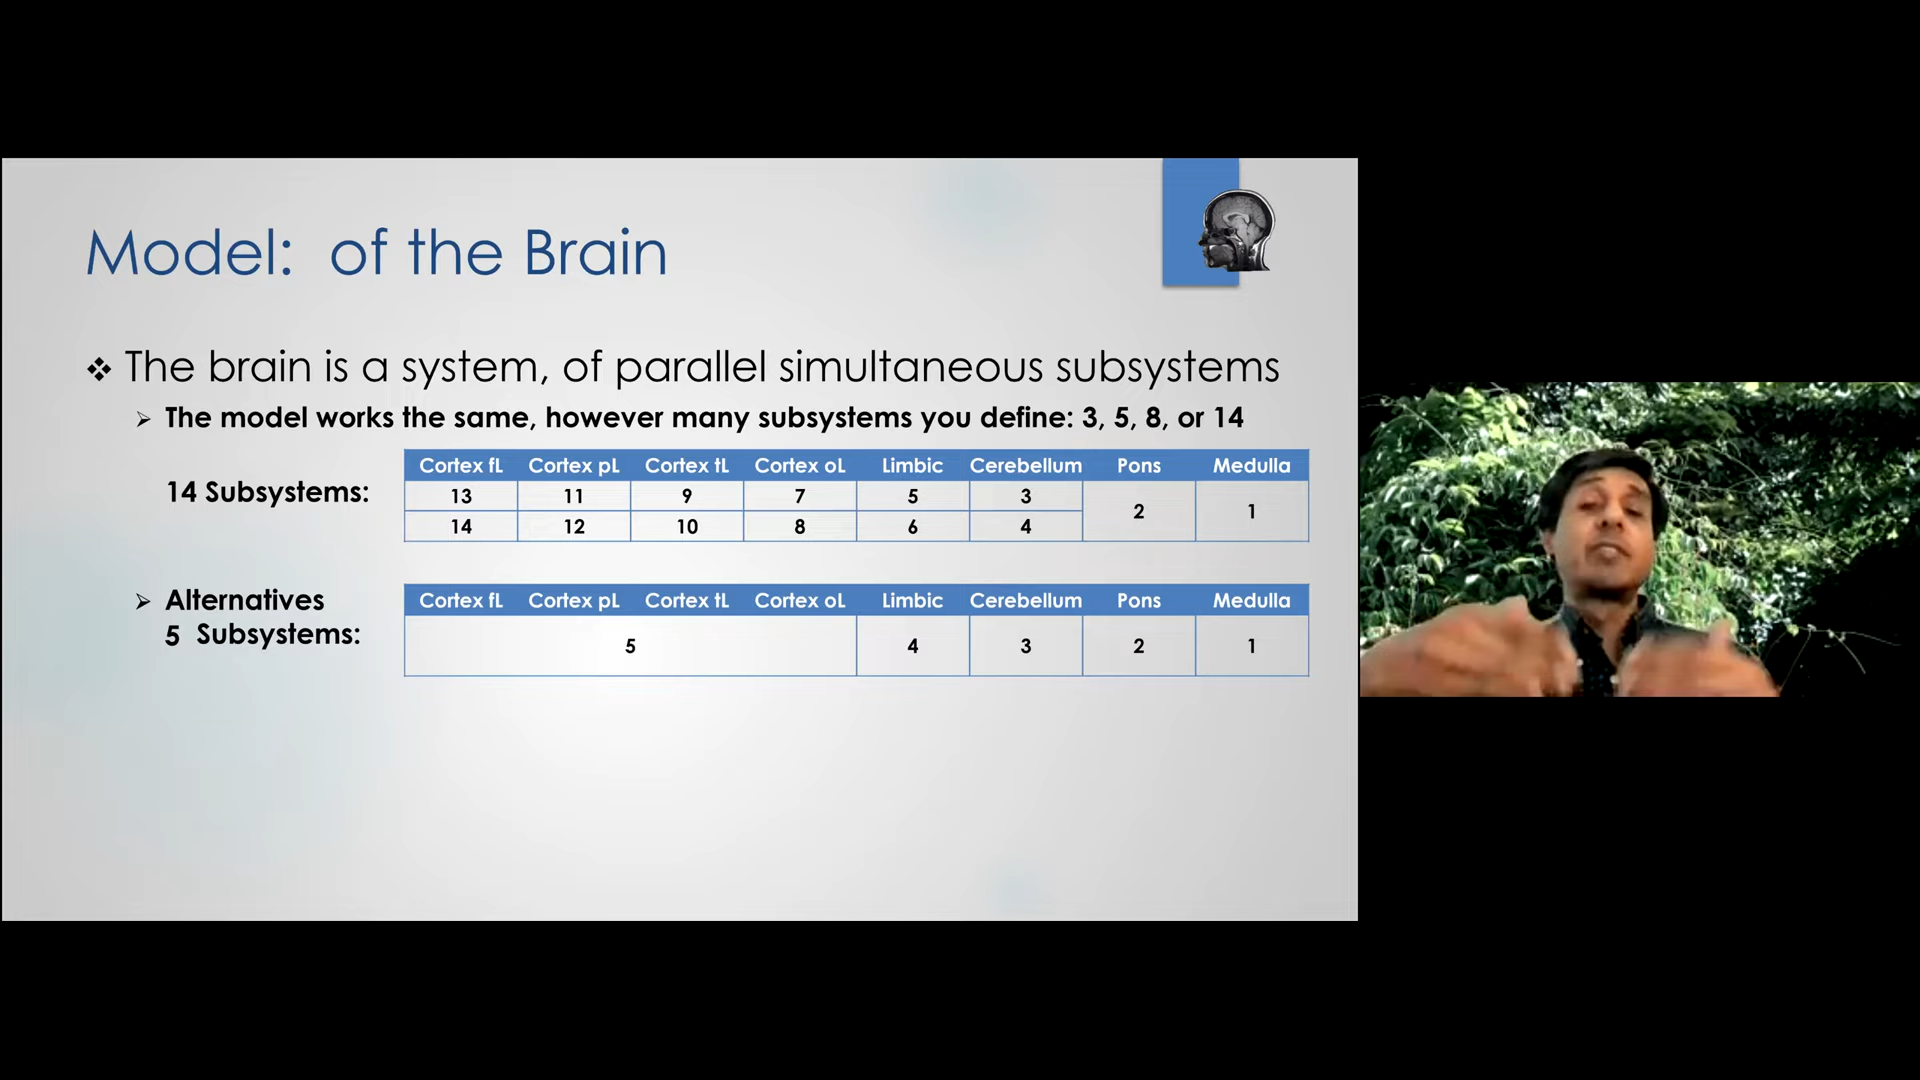 Model:  of the Brain
❖ The brain is a system, of parallel simultaneous subsystems
➢ The model works the same, however many subsystems you define: 3, 5, 8, or 14
14 Subsystems:
Cortex fL Cortex pL Cortex tL Cortex oL Limbic Cerebellum Pons Medulla
13 11 9 7 5 3 2 1
14 12 10 8 6 4
➢ Alternatives
5  Subsystems:
Cortex fL Cortex pL Cortex tL Cortex oL Limbic Cerebellum Pons Medulla
5 4 3 2 1